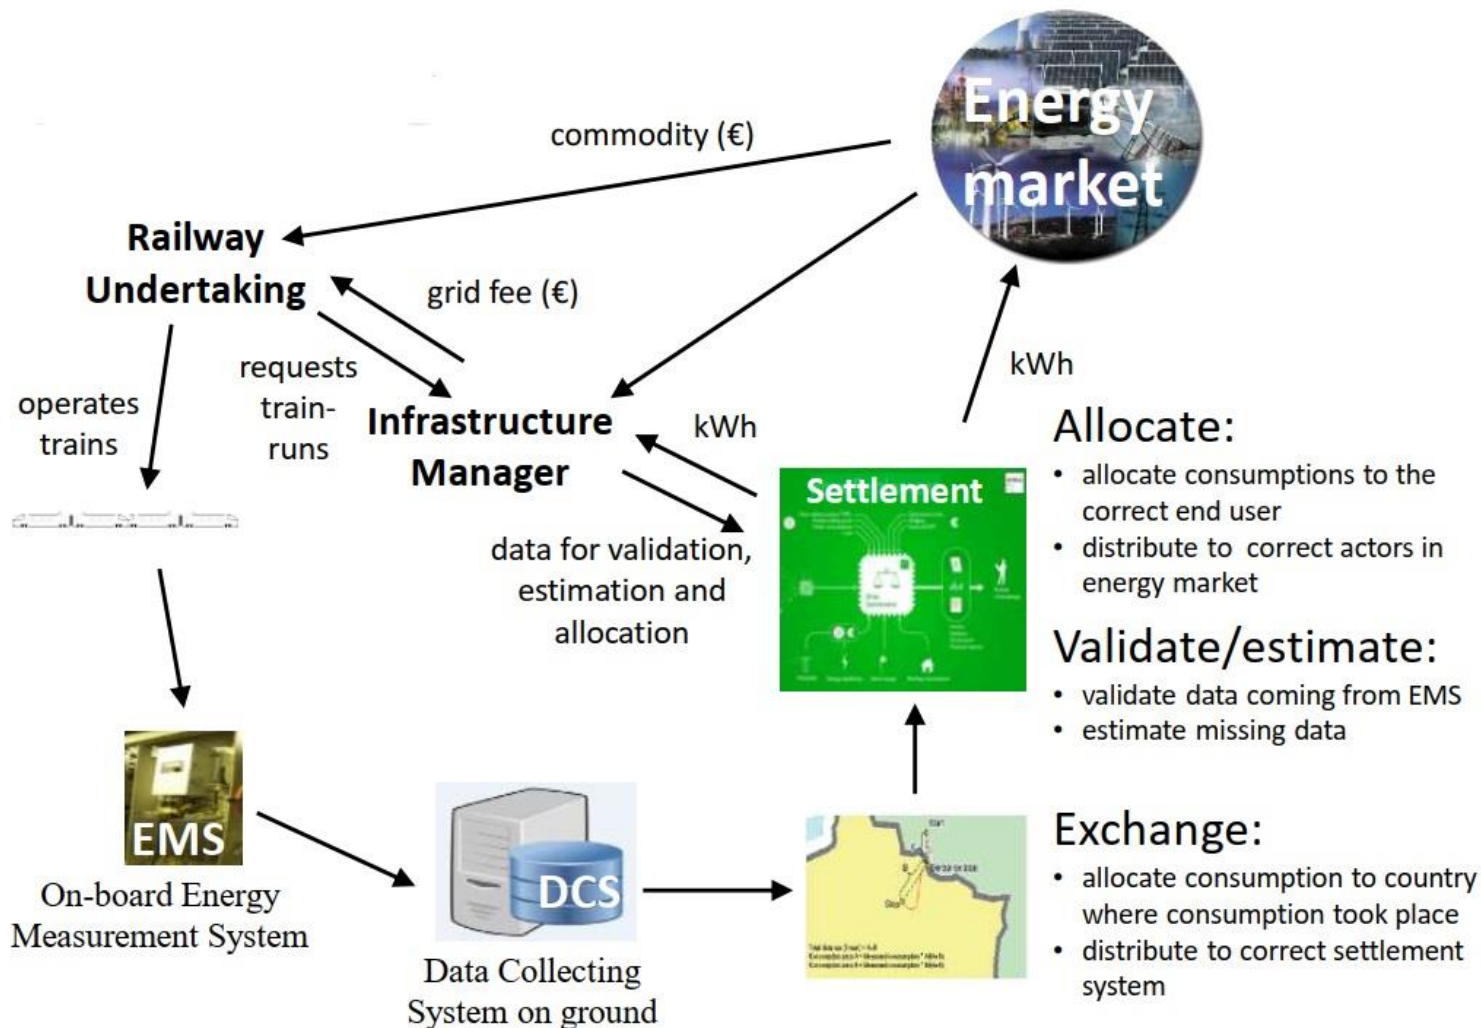 Energy
market
commodity (€)
Railway
Undertaking
grid fee (€)
requests
train-
runs
operates
trains
Infrastructure
Manager
kWh
kWh
Settlement
data for validation,
estimation and
allocation
Allocate:
• allocate consumptions to the
correct end user
• distribute to correct actors in
energy market
Validate/estimate:
• validate data coming from EMS
• estimate missing data
EMS
On-board Energy
Measurement System
DCS
Data Collecting
System on ground
Exchange:
• allocate consumption to country
where consumption took place
• distribute to correct settlement
system